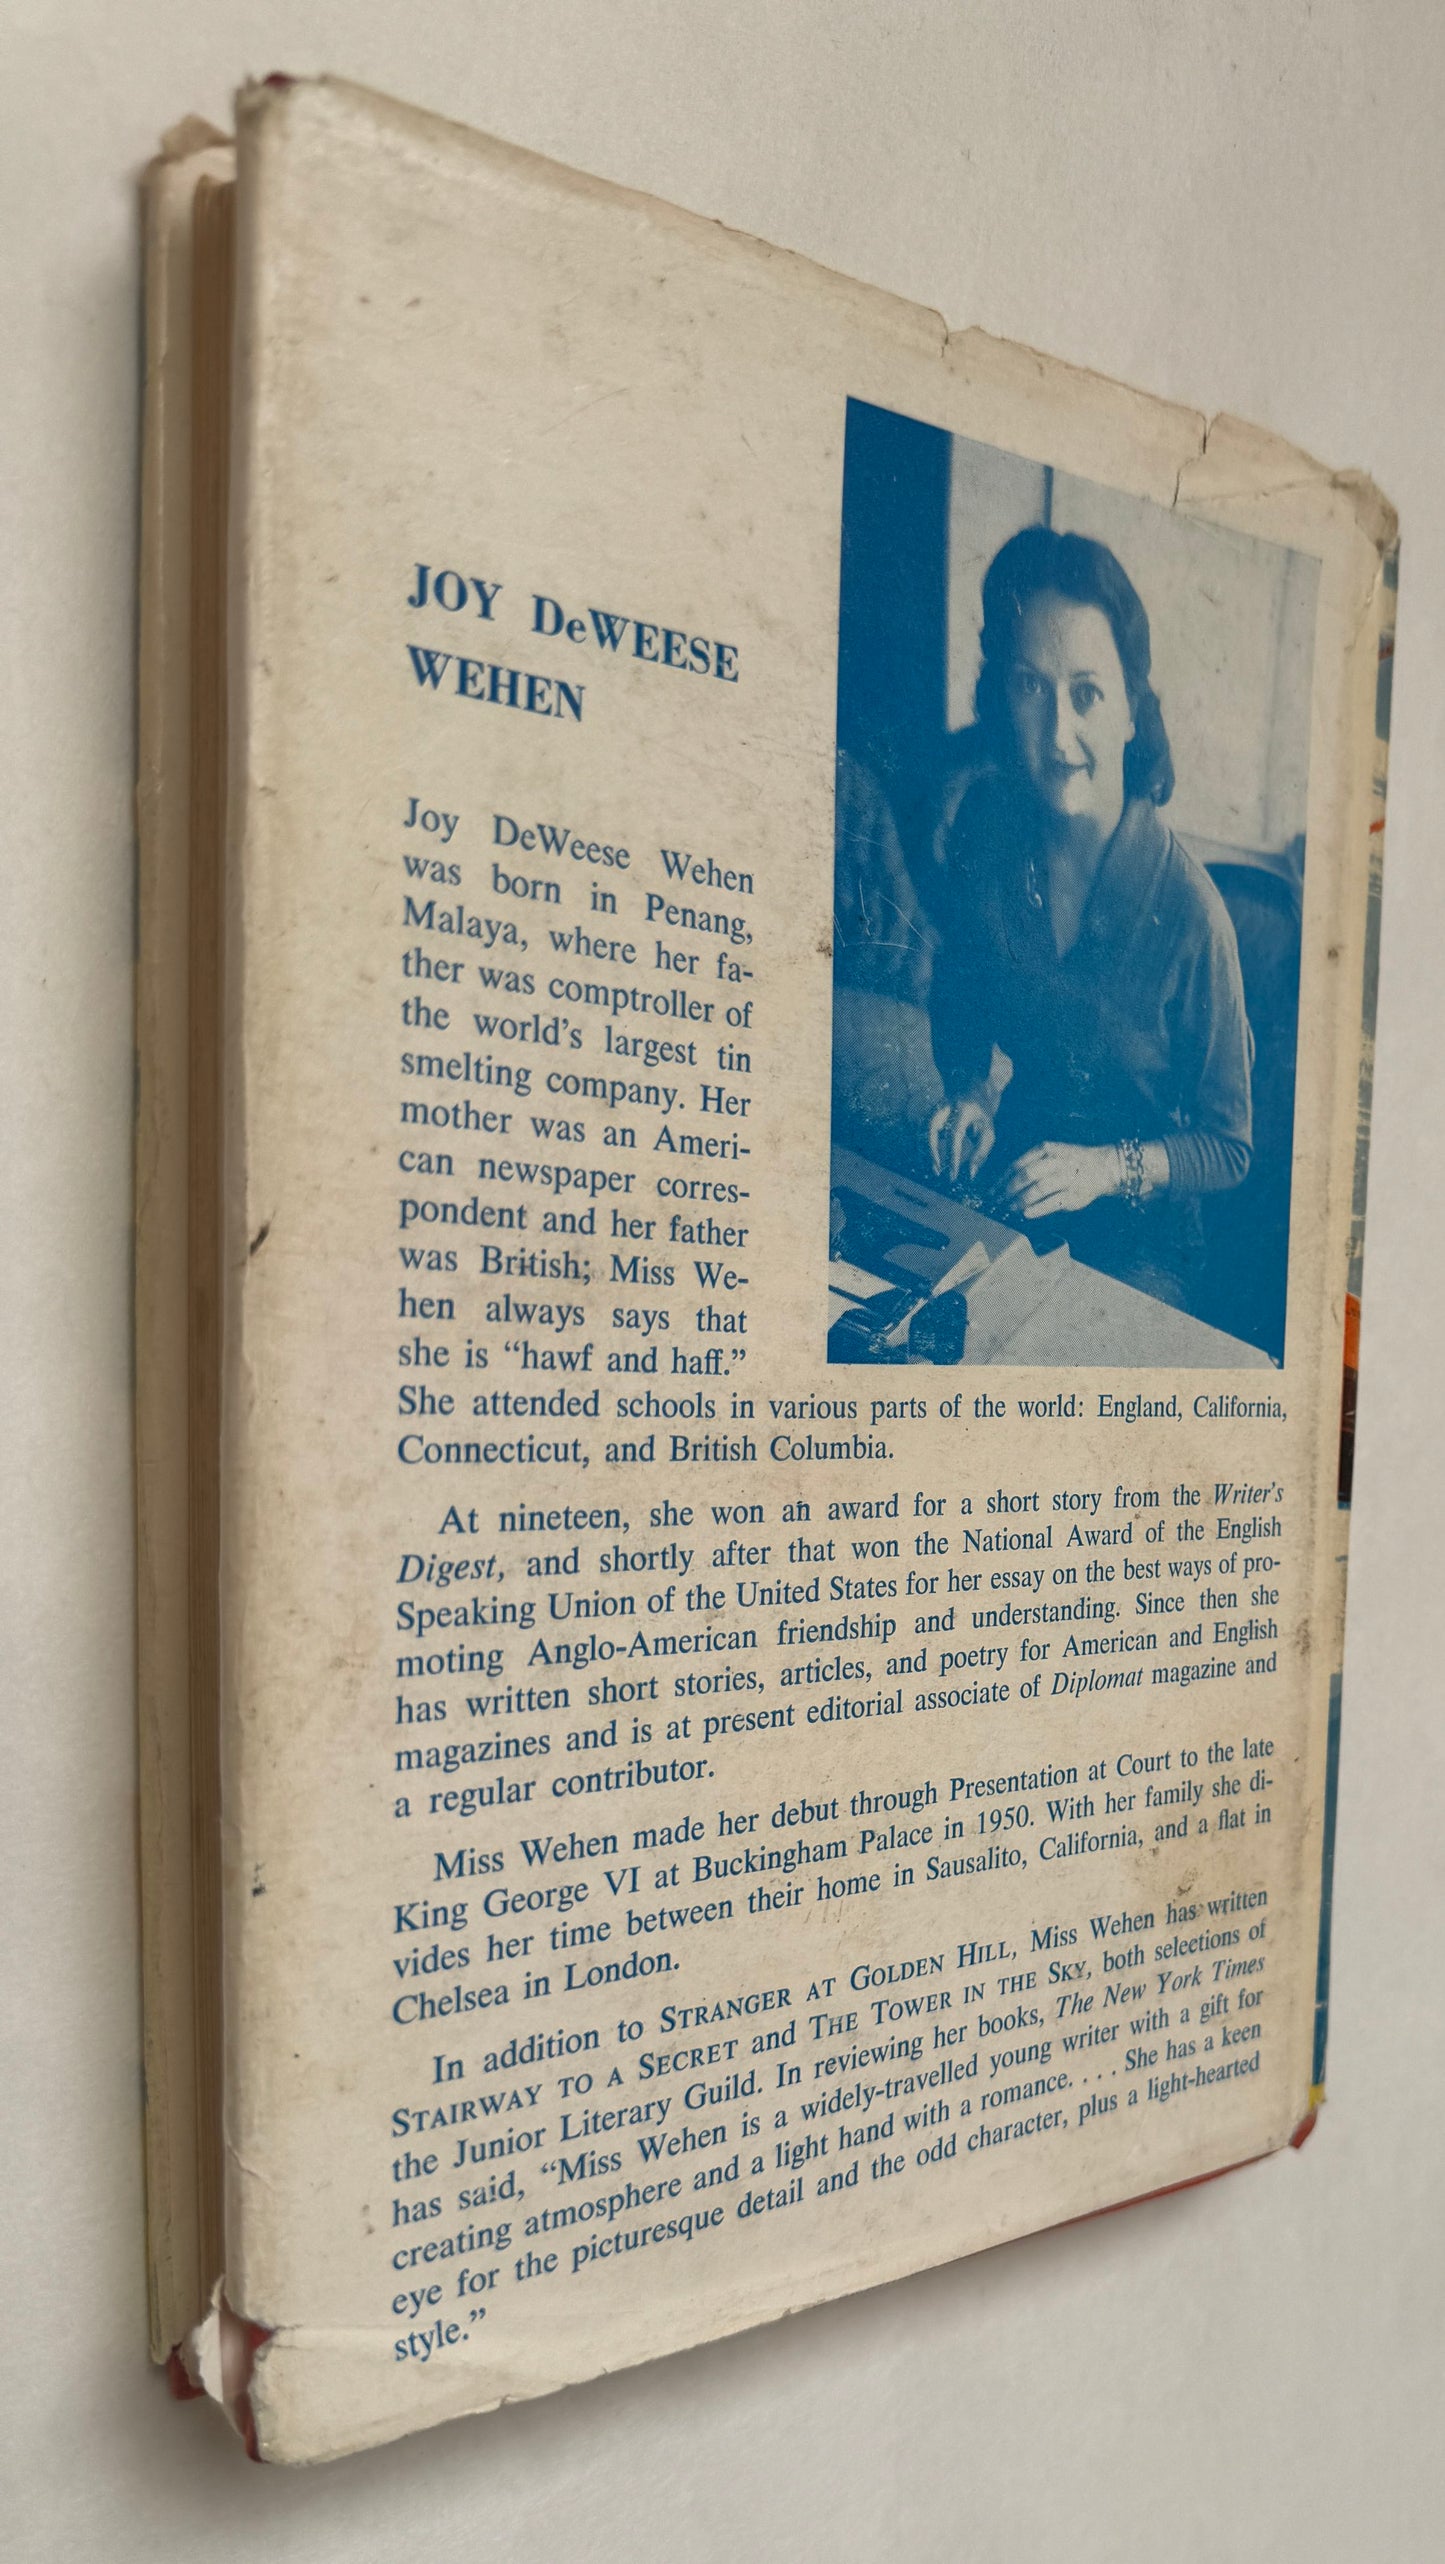 JOY DeWEESE
WEHEN
Joy DeWeese Wehen
was born in Penang,
Malaya, where her fa-
ther was comptroller of
the world's largest tin
smelting company. Her
mother was an Ameri-
can newspaper corres-
pondent and her father
was British; Miss We-
hen always says that
she is “hawf and haff.”
She attended schools in various parts of the world: England, California,
Connecticut, and British Columbia.
At nineteen, she won an award for a short story from the Writer's
Digest, and shortly after that won the National Award of the English
Speaking Union of the United States for her essay on the best ways of pro-
moting Anglo-American friendship and understanding. Since then she
has written short stories, articles, and poetry for American and English
magazines and is at present editorial associate of Diplomat magazine and
a regular contributor.
Miss Wehen made her debut through Presentation at Court to the late
King George VI at Buckingham Palace in 1950. With her family she di-
vides her time between their home in Sausalito, California, and a flat in
Chelsea in London.
In addition to STRANGER AT GOLDEN HILL, Miss Wehen has written
STAIRWAY TO A SECRET and THE TOWER IN THE SKY, both selections of
the Junior Literary Guild. In reviewing her books, The New York Times
has said, “Miss Wehen is a widely-travelled young writer with a gift for
creating atmosphere and a light hand with a romance. . . . She has a keen
eye for the picturesque detail and the odd character, plus a light-hearted
style.”